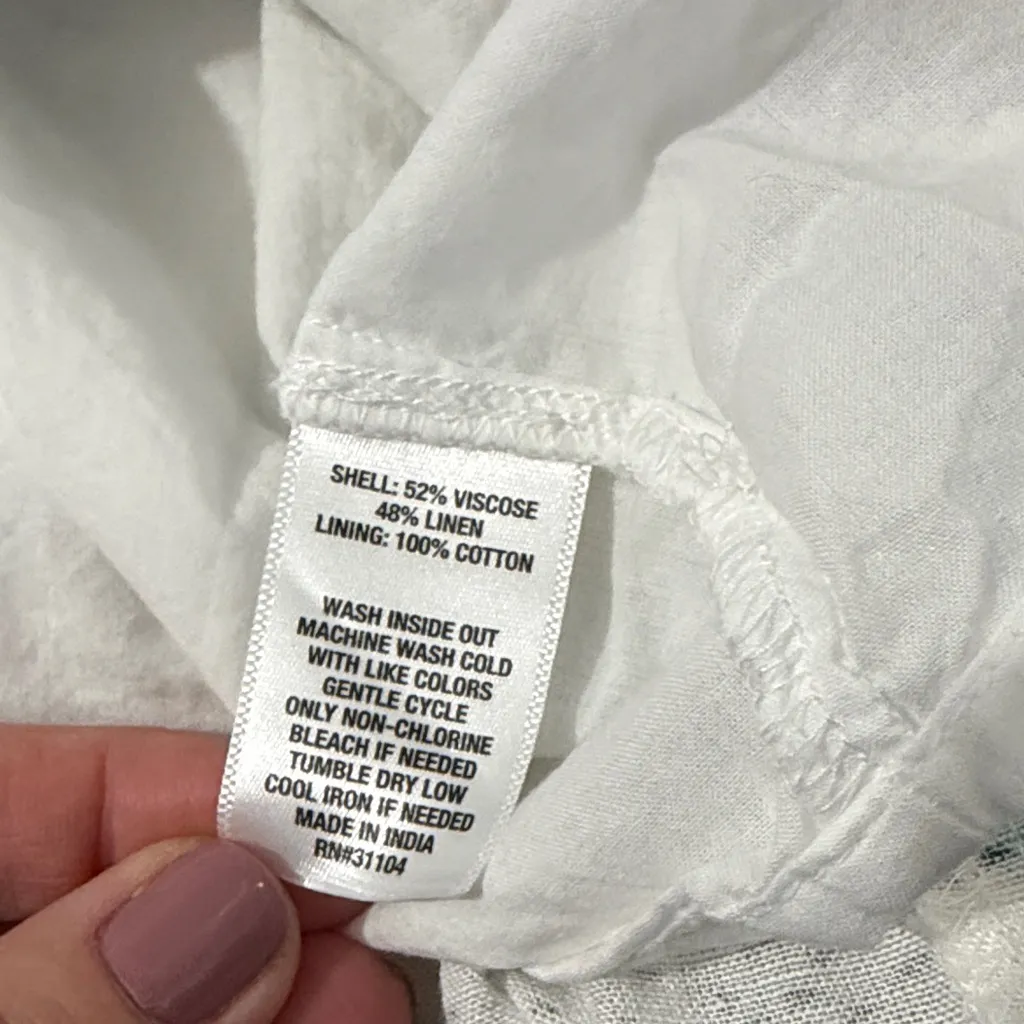 SHELL: 52% VISCOSE
48% LINEN
LINING: 100% COTTON
WASH INSIDE OUT
MACHINE WASH COLD
WITH LIKE COLORS
GENTLE CYCLE
ONLY NON-CHLORINE
BLEACH IF NEEDED
TUMBLE DRY LOW
COOL IRON IF NEEDED
MADE IN INDIA
RN#31104